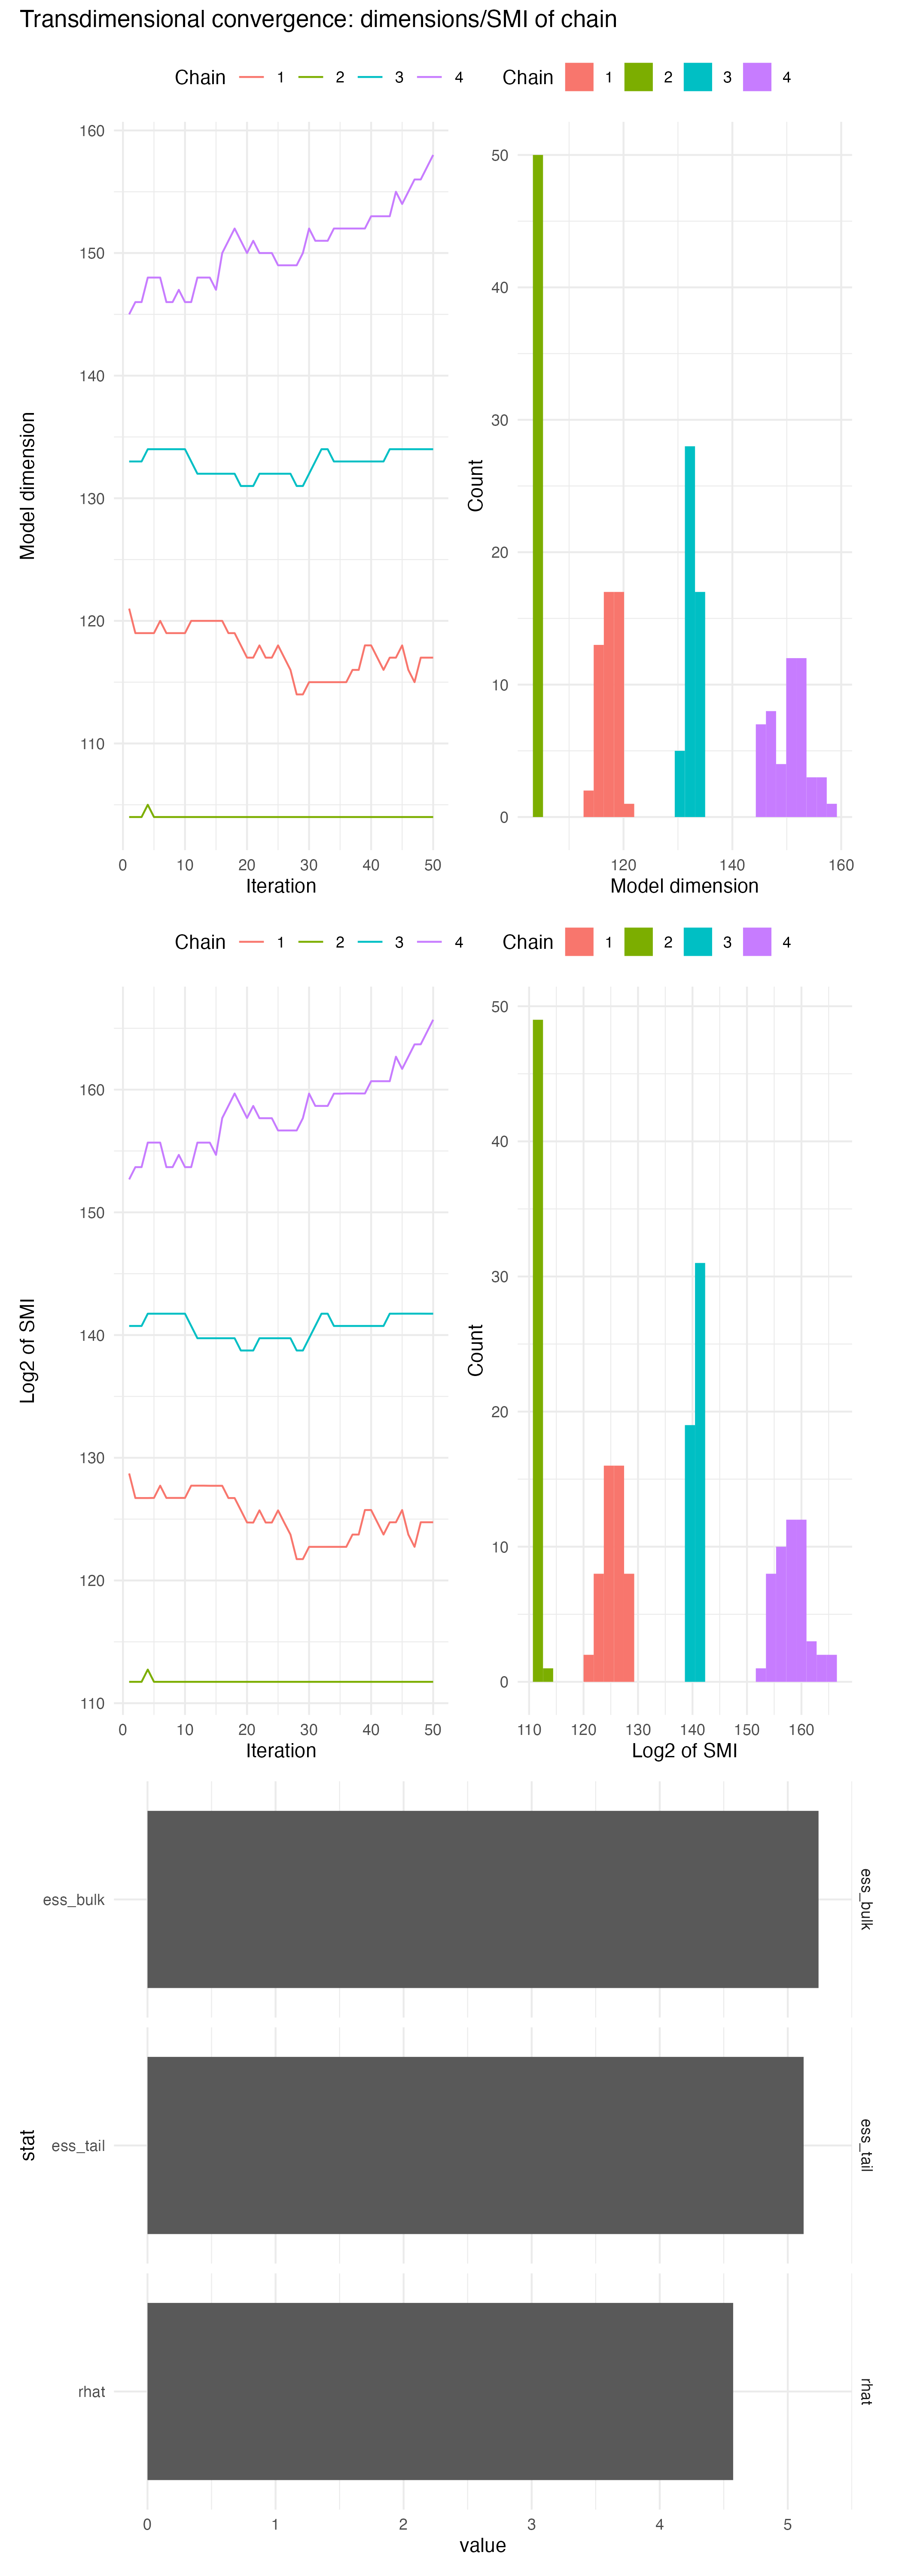 Transdimensional convergence: dimensions/SMI of chain
Chain 1 2 3 4
Chain 1 2 3 4
160
150
140
130
120
110
Model dimension
0 10 20 30 40 50
Iteration
50
40
30
20
10
0
Count
120 140 160
Model dimension
Chain 1 2 3 4
Chain 1 2 3 4
160
150
140
130
120
110
Log2 of SMI
0 10 20 30 40 50
Iteration
50
40
30
20
10
0
Count
110 120 130 140 150 160
Log2 of SMI
ess_bulk
ess_bulk
stat
ess_tail
ess_tail
rhat
rhat
0 1 2 3 4 5
value